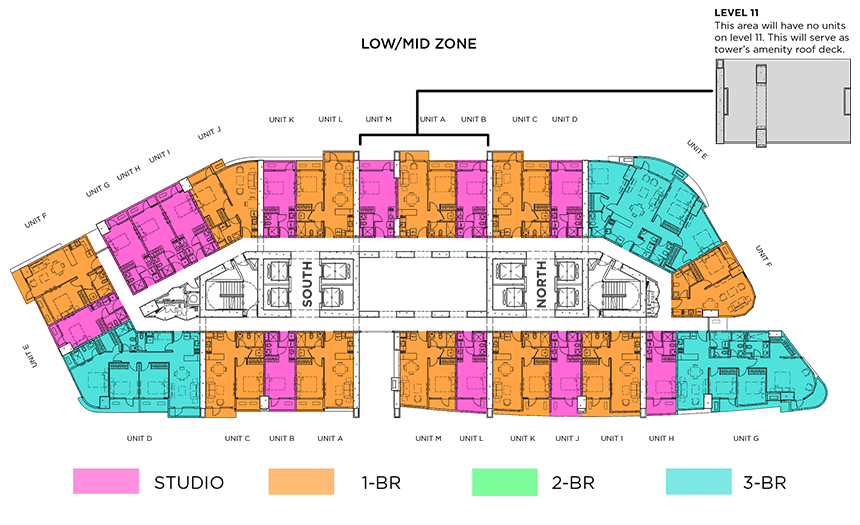 LEVEL 11
This area will have no units
on level 11. This will serve as
tower's amenity roof deck.
LOW/MID ZONE
UNIT F
UNIT G
UNIT H
UNIT I
UNIT J
UNIT K
UNIT L
UNIT M
UNIT A
UNIT B
UNIT C
UNIT D
UNIT E
UNIT F
SOUTH
NORTH
UNIT E
UNIT D
UNIT C
UNIT B
UNIT A
UNIT M
UNIT L
UNIT K
UNIT J
UNIT I
UNIT H
UNIT G
STUDIO
1-BR
2-BR
3-BR